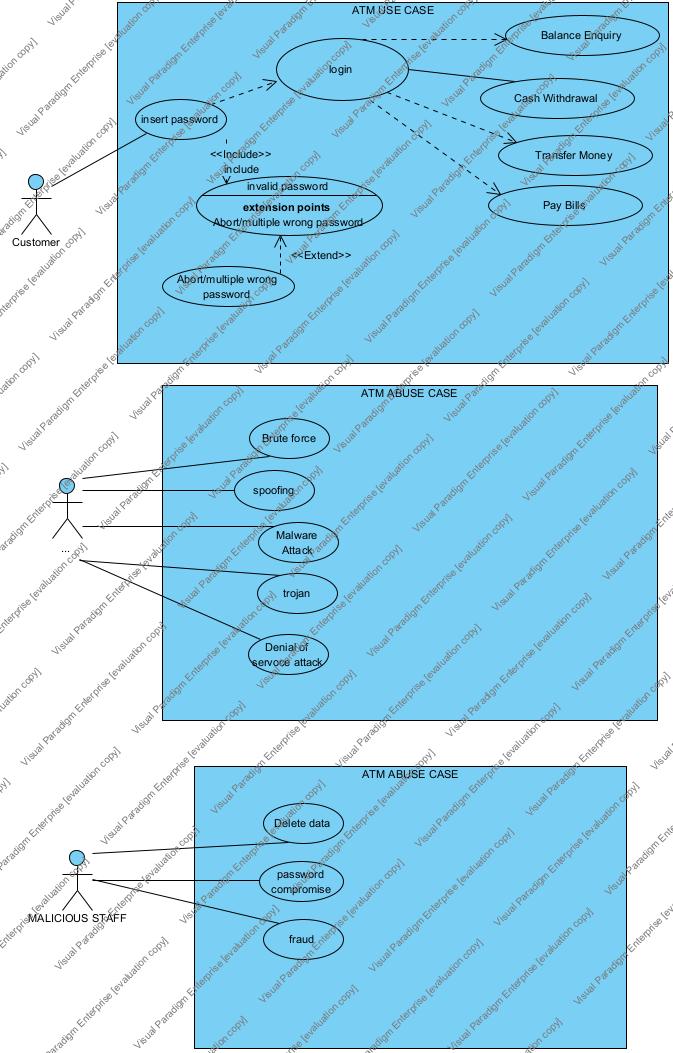 ATM USE CASE
Balance Enquiry
login
Cash Withdrawal
insert password
Transfer Money
<<Include>>
include
invalid password
extension points
Abort/multiple wrong password
Pay Bills
Customer
<<Extend>>
Abort/multiple wrong
password
ATM ABUSE CASE
Brute force
spoofing
Malware
Attack
...
trojan
Denial of
servoce attack
ATM ABUSE CASE
Delete data
password
compromise
MALICIOUS STAFF
fraud
Visual Paradigm Enterprise [evaluation copy]